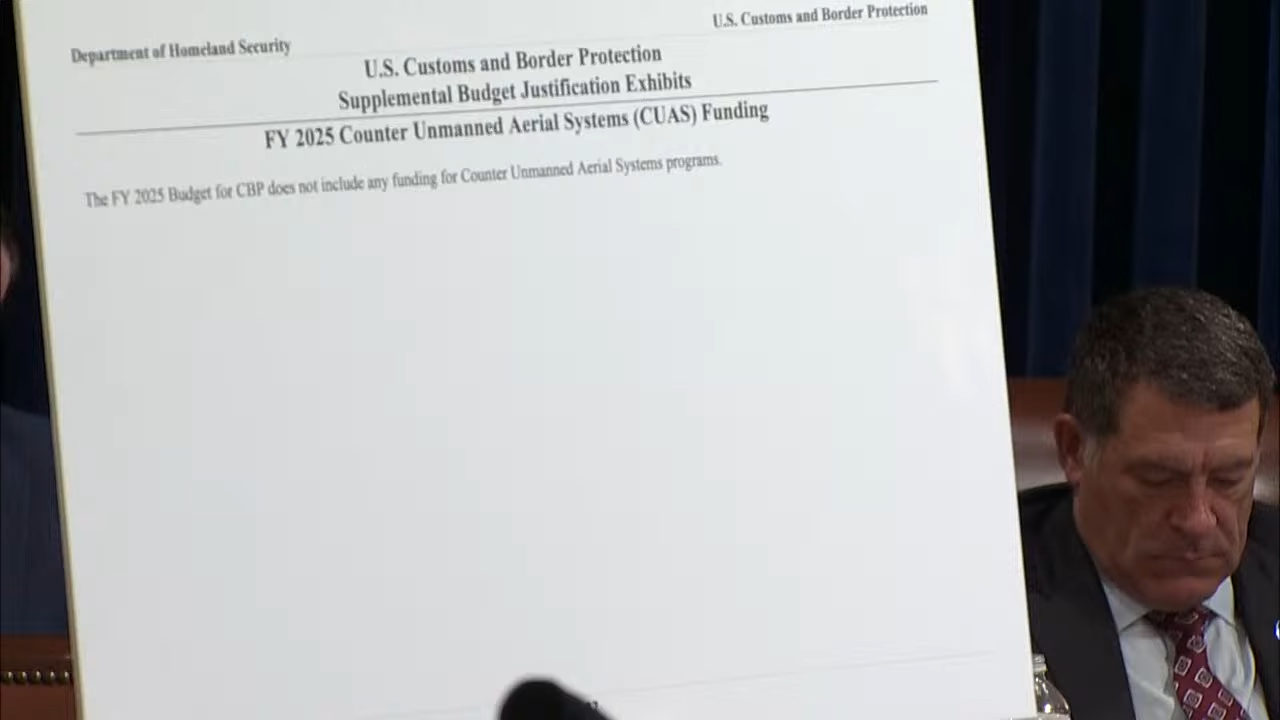 U.S. Customs and Border Protection
Department of Homeland Security
U.S. Customs and Border Protection
Supplemental Budget Justification Exhibits
FY 2025 Counter Unmanned Aerial Systems (CUAS) Funding
The FY 2025 Budget for CBP does not include any funding for Counter Unmanned Aerial Systems programs.